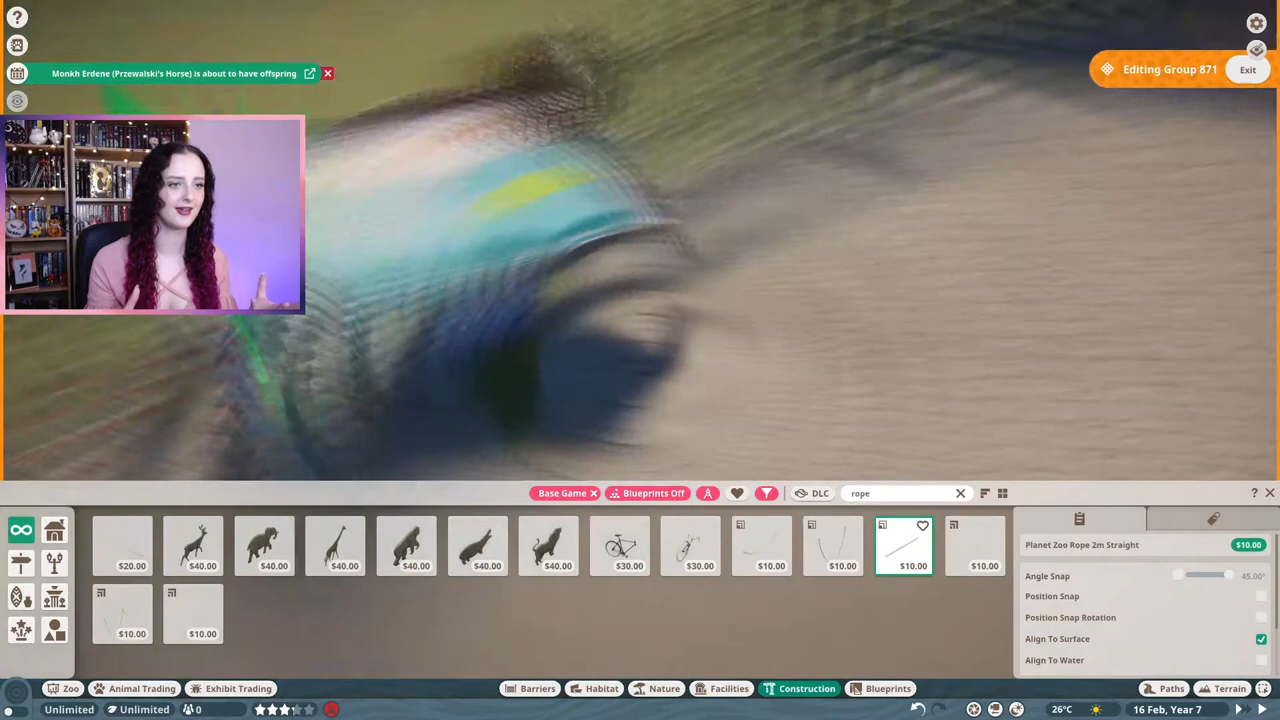 ?
Monkh Erdene (Przewalski's Horse) is about to have offspring
Editing Group 871
Exit
Base Game
Blueprints Off
DLC
rope
?
$20.00
$40.00
$40.00
$40.00
$40.00
$40.00
$40.00
$30.00
$30.00
$10.00
$10.00
$10.00
$10.00
$10.00
$10.00
Planet Zoo Rope 2m Straight
$10.00
Angle Snap
45.00°
Position Snap
Position Snap Rotation
Align To Surface
Align To Water
Zoo
Animal Trading
Exhibit Trading
Barriers
Habitat
Nature
Facilities
Construction
Blueprints
Paths
Terrain
Unlimited
Unlimited
0
26°C
16 Feb, Year 7